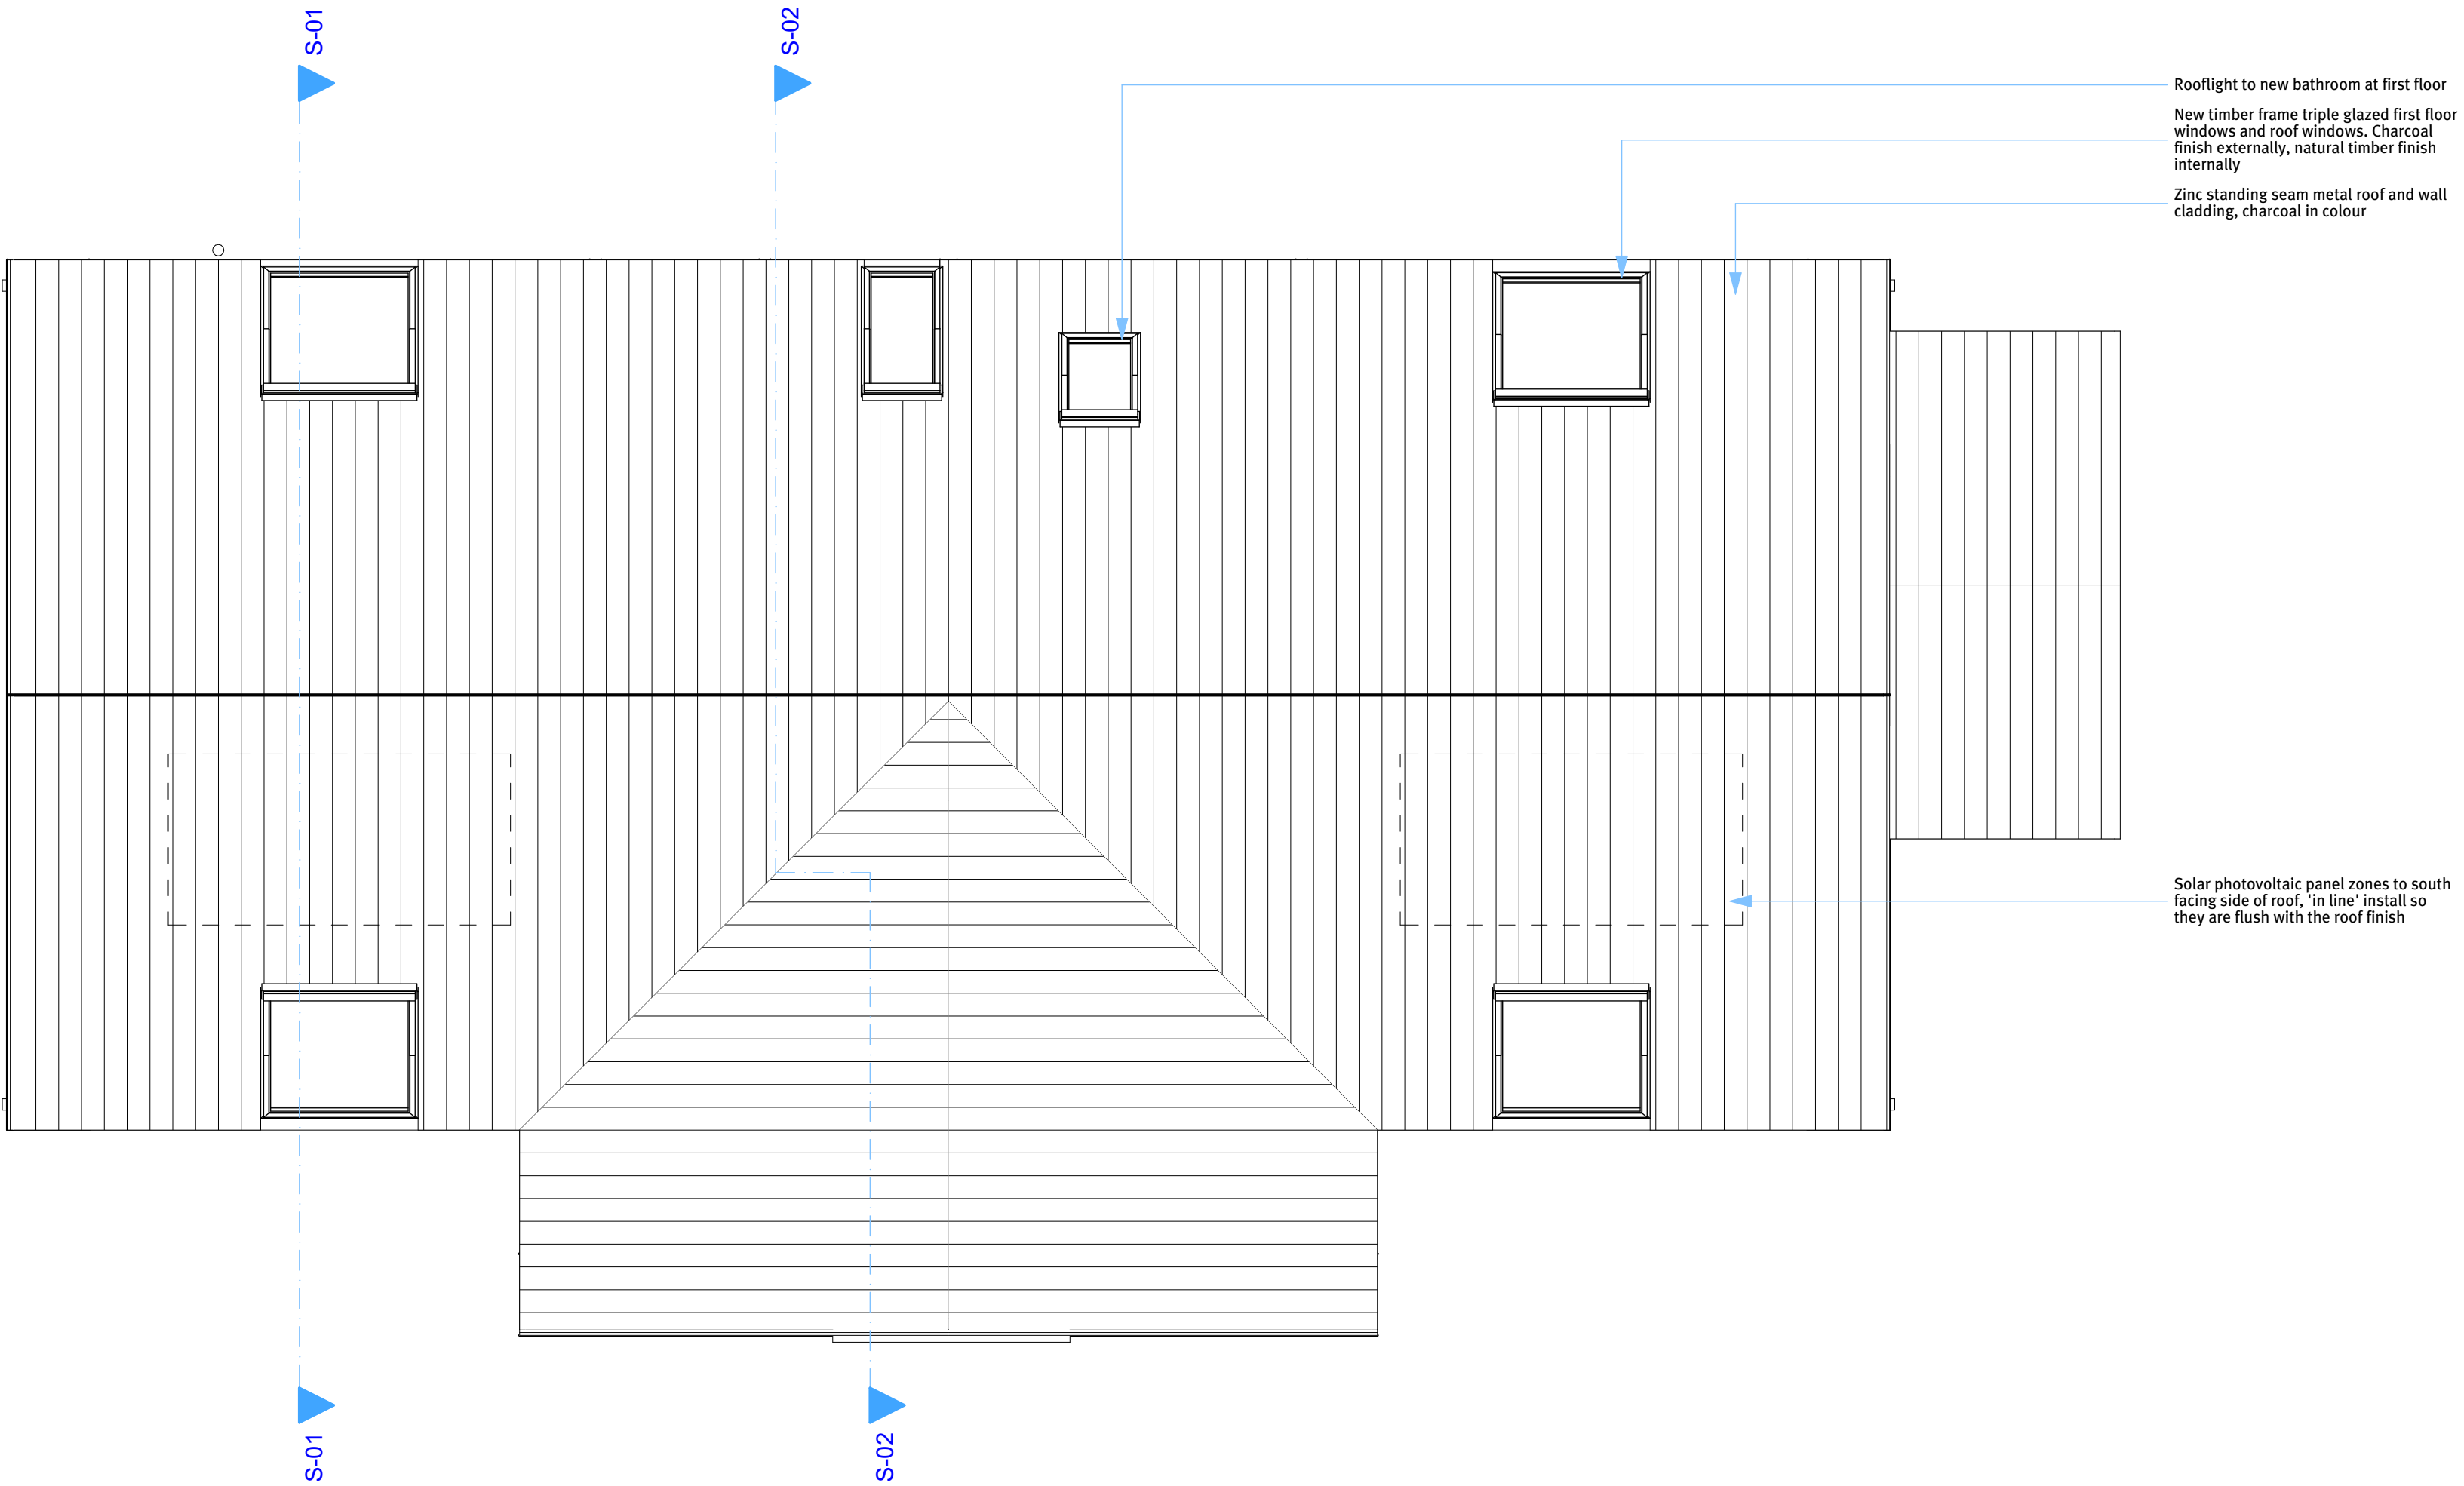 S-01
S-02
Rooflight to new bathroom at first floor
New timber frame triple glazed first floor
windows and roof windows. Charcoal
finish externally, natural timber finish
internally
Zinc standing seam metal roof and wall
cladding, charcoal in colour
Solar photovoltaic panel zones to south
facing side of roof, 'in line' install so
they are flush with the roof finish
S-01
S-02